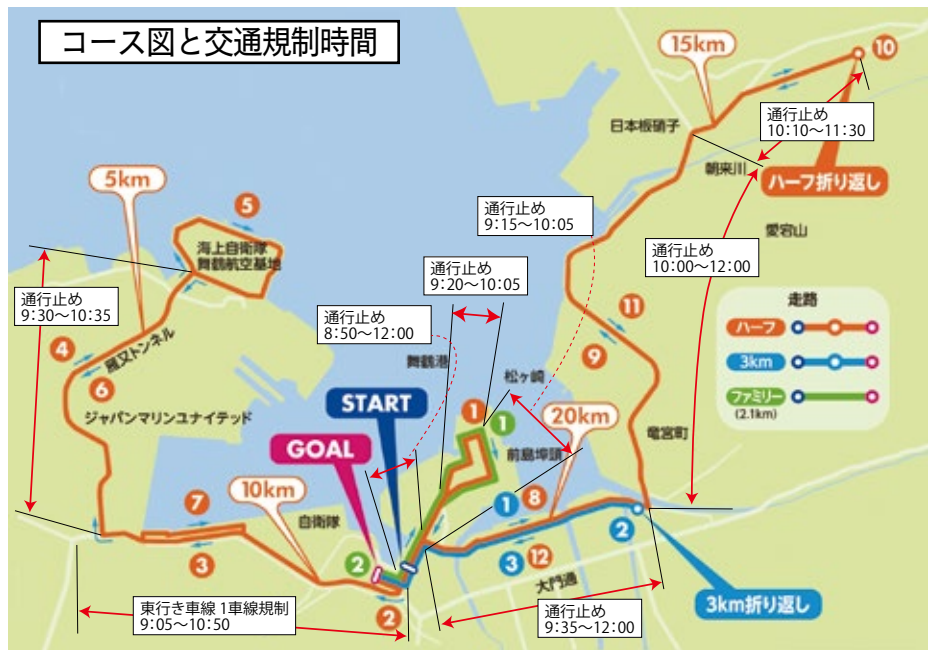 コース図と交通規制時間
15km
10
日本板硝子
通行止め
10:10～11:30
朝来川
ハーフ折り返し
5km
5
海上自衛隊
舞鶴航空基地
通行止め
9:15～10:05
愛宕山
通行止め
10:00～12:00
通行止め
9:20～10:05
通行止め
9:30～10:35
走路
ハーフ
3km
ファミリー
(2.1km)
通行止め
8:50～12:00
11
4
雁又トンネル
6
9
舞鶴港
松ヶ崎
START
ジャパンマリンユナイテッド
1
1
20km
竜宮町
GOAL
前島埠頭
10km
7
自衛隊
1
8
2
3
2
3
12
大門通
2
3km折り返し
東行き車線 1車線規制
9:05～10:50
通行止め
9:35～12:00